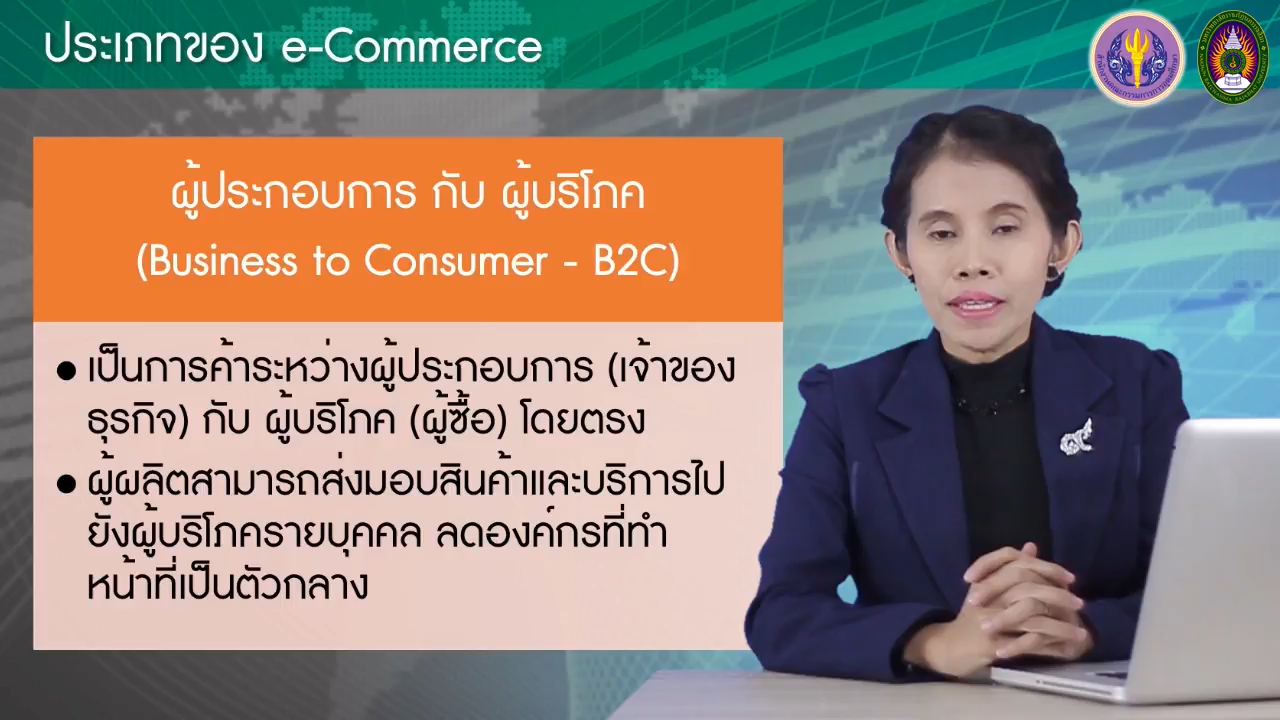 ประเภทของ e-Commerce
ผู้ประกอบการ กับ ผู้บริโภค
(Business to Consumer - B2C)
● เป็นการค้าระหว่างผู้ประกอบการ (เจ้าของ
ธุรกิจ) กับ ผู้บริโภค (ผู้ซื้อ) โดยตรง
● ผู้ผลิตสามารถส่งมอบสินค้าและบริการไป
ยังผู้บริโภครายบุคคล ลดองค์กรที่ทำ
หน้าที่เป็นตัวกลาง